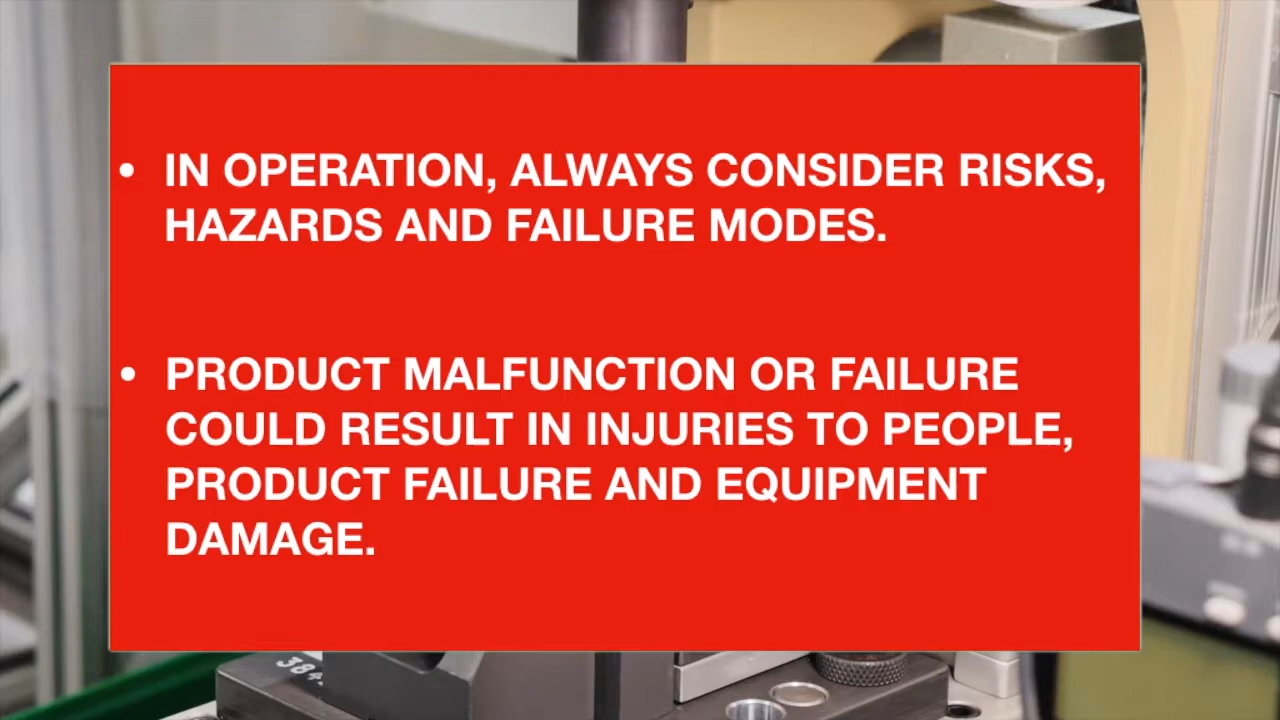 • IN OPERATION, ALWAYS CONSIDER RISKS,
HAZARDS AND FAILURE MODES.
• PRODUCT MALFUNCTION OR FAILURE
COULD RESULT IN INJURIES TO PEOPLE,
PRODUCT FAILURE AND EQUIPMENT
DAMAGE.
384